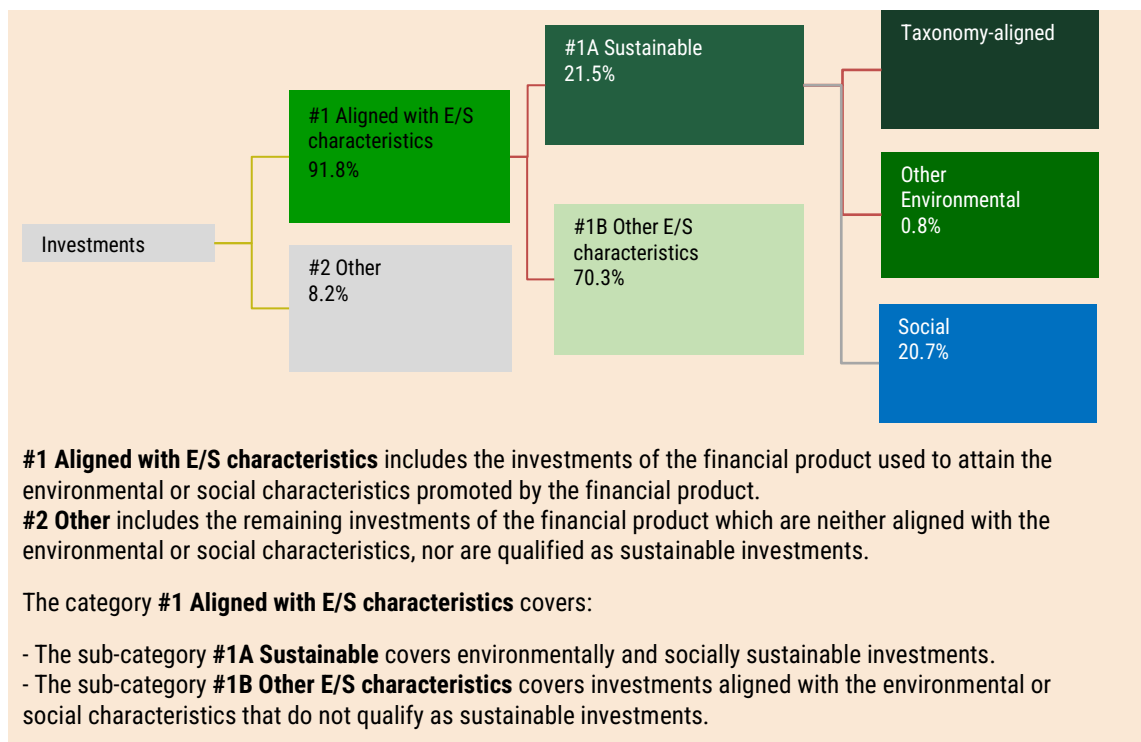 Investments
#1 Aligned with E/S
characteristics
91.8%
#2 Other
8.2%
#1A Sustainable
21.5%
#1B Other E/S
characteristics
70.3%
Taxonomy-aligned
Other
Environmental
0.8%
Social
20.7%
#1 Aligned with E/S characteristics includes the investments of the financial product used to attain the
environmental or social characteristics promoted by the financial product.
#2 Other includes the remaining investments of the financial product which are neither aligned with the
environmental or social characteristics, nor are qualified as sustainable investments.
The category #1 Aligned with E/S characteristics covers:
- The sub-category #1A Sustainable covers environmentally and socially sustainable investments.
- The sub-category #1B Other E/S characteristics covers investments aligned with the environmental or
social characteristics that do not qualify as sustainable investments.